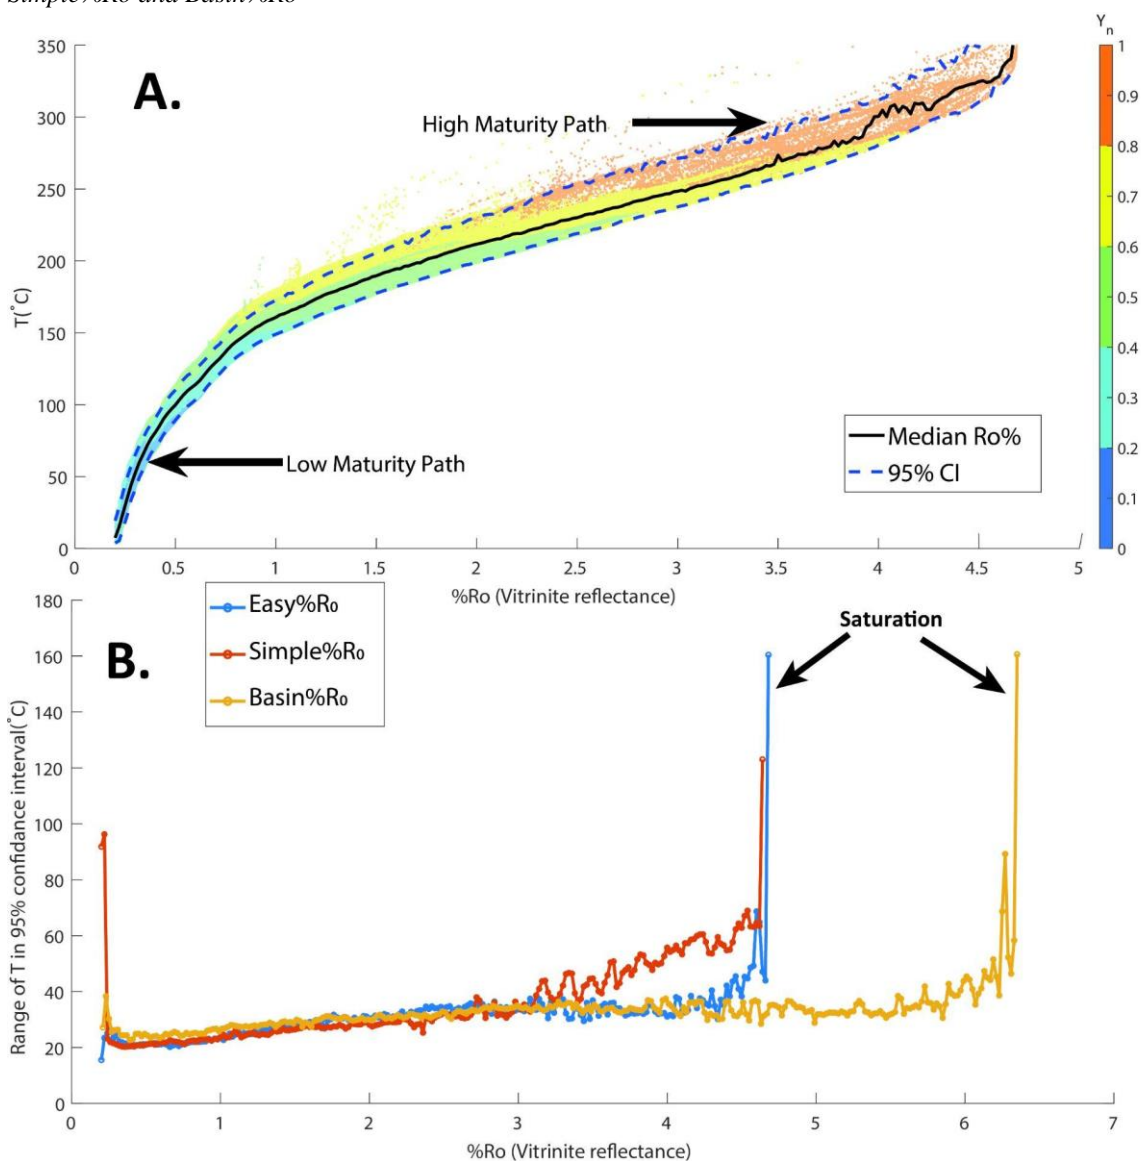 Simple%Ro and Basin%Ro
Yn
A.
T(°C)
350
300
250
200
150
100
50
0
High Maturity Path
Low Maturity Path
Median Ro%
95% CI
1
0.9
0.8
0.7
0.6
0.5
0.4
0.3
0.2
0.1
0
0 0.5 1 1.5 2 2.5 3 3.5 4 4.5 5
%Ro (Vitrinite reflectance)
B.
Easy%R₀
Simple%R₀
Basin%R₀
Saturation
Range of T in 95% confidance interval(°C)
180
160
140
120
100
80
60
40
20
0
0 1 2 3 4 5 6 7
%Ro (Vitrinite reflectance)